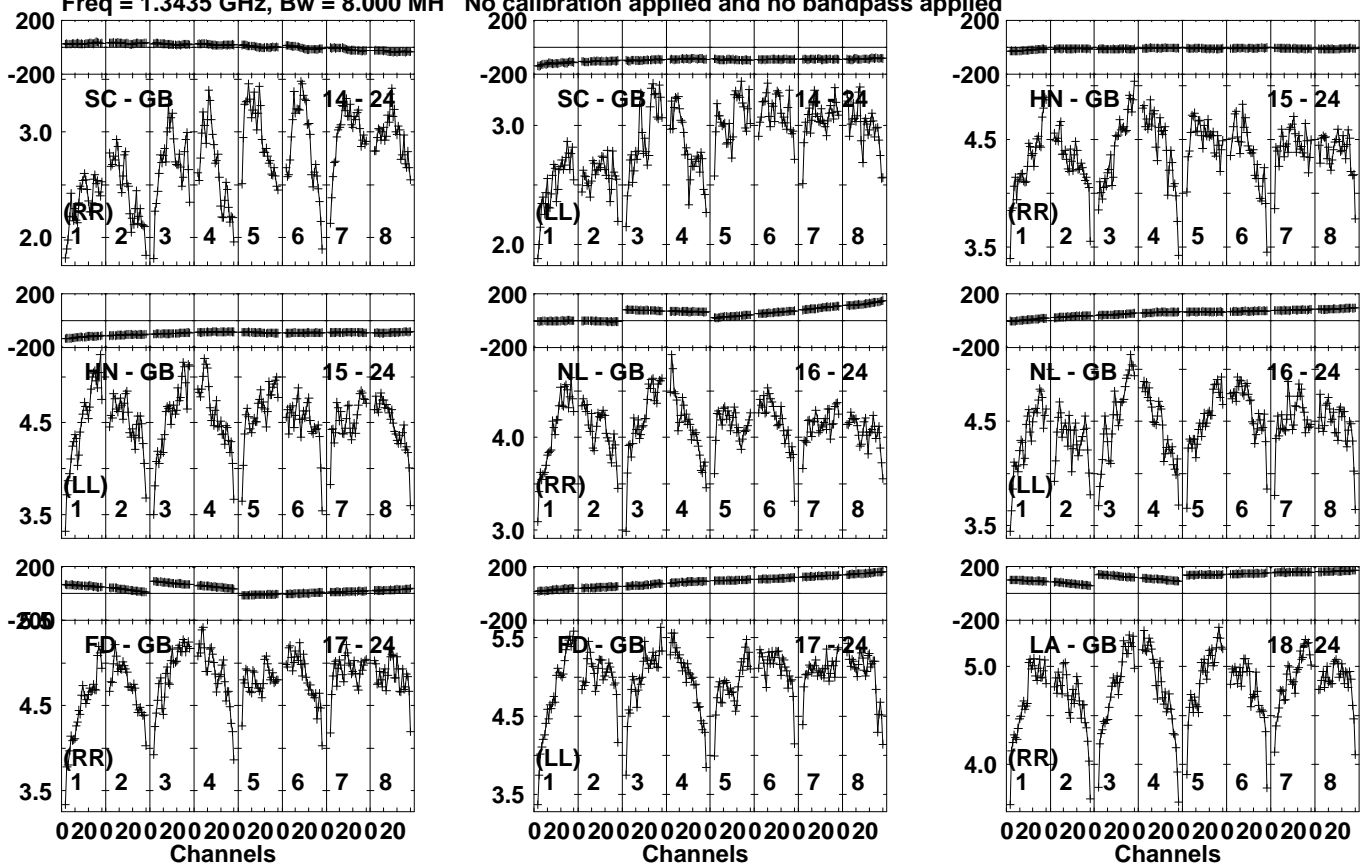 Freq = 1.3435 GHz, Bw = 8.000 MH No calibration applied and no bandpass applied
200
-200
SC - GB 14 - 24
3.0
(RR)
2.0
1 2 3 4 5 6 7 8
SC - GB 14 - 24
3.0
(LL)
2.0
1 2 3 4 5 6 7 8
200
-200
HN - GB 15 - 24
4.5
(RR)
3.5
1 2 3 4 5 6 7 8
200
-200
HN - GB 15 - 24
4.5
(LL)
3.5
1 2 3 4 5 6 7 8
200
-200
NL - GB 16 - 24
4.0
(RR)
3.0
1 2 3 4 5 6 7 8
200
-200
NL - GB 16 - 24
4.5
(LL)
3.5
1 2 3 4 5 6 7 8
200
-200
5.5
FD - GB 17 - 24
4.5
(RR)
3.5
1 2 3 4 5 6 7 8
200
-200
5.5
FD - GB 17 - 24
4.5
(LL)
3.5
1 2 3 4 5 6 7 8
200
-200
LA - GB 18 - 24
5.0
(RR)
4.0
1 2 3 4 5 6 7 8
0 20 0 20 0 20 0 20 0 20 0 20 0 20 0 20
Channels
0 20 0 20 0 20 0 20 0 20 0 20 0 20 0 20
Channels
0 20 0 20 0 20 0 20 0 20 0 20 0 20 0 20
Channels